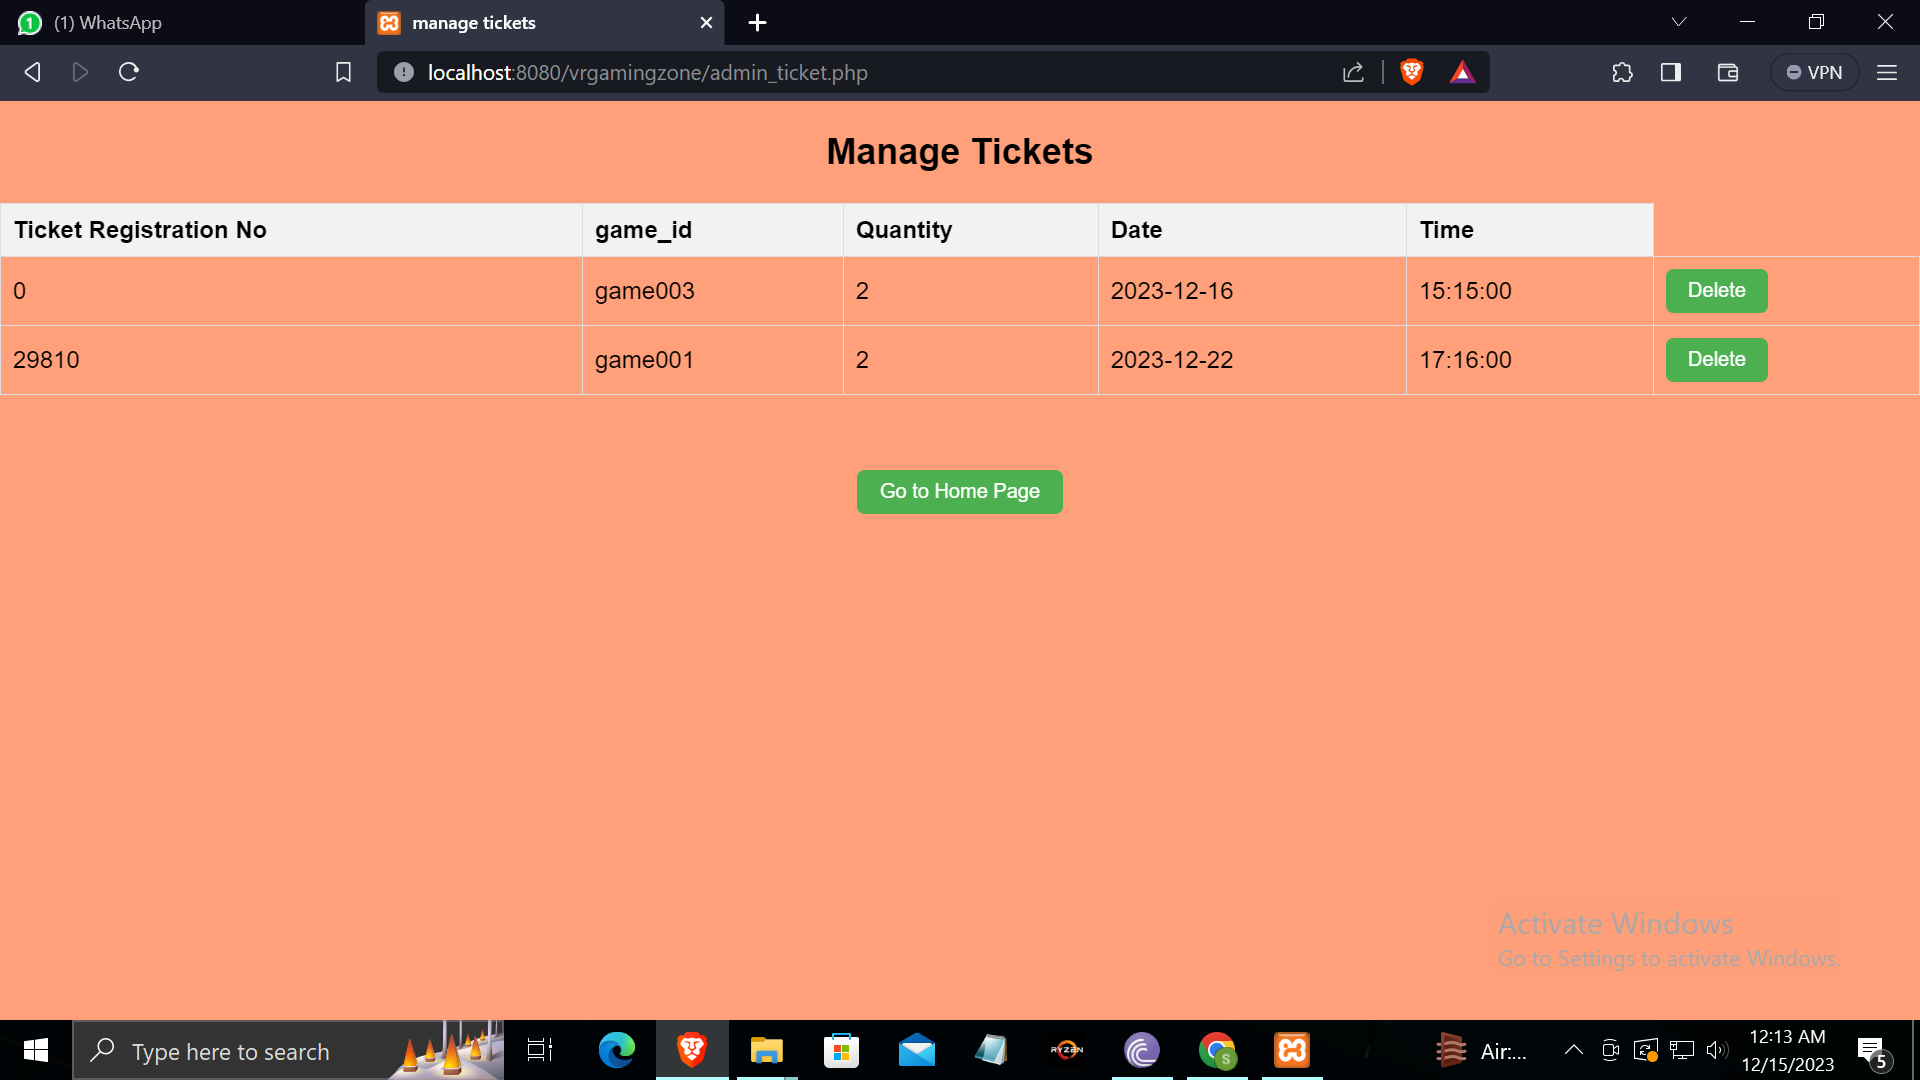 1 (1) WhatsApp
manage tickets
localhost:8080/vrgamingzone/admin_ticket.php
VPN
Manage Tickets
Ticket Registration No game_id Quantity Date Time
0 game003 2 2023-12-16 15:15:00 Delete
29810 game001 2 2023-12-22 17:16:00 Delete
Go to Home Page
Activate Windows
Go to Settings to activate Windows.
Type here to search
RYZEN
S
Air:...
12:13 AM
12/15/2023
5